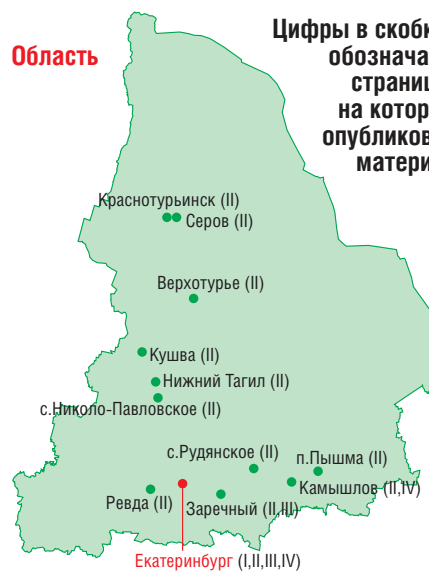 Область
Цифры в
обознача
страниц
на котор
опубликов
матери
Краснотурьинск (II)
Серов (II)
Верхотурье (II)
Кушва (II)
Нижний Тагил (II)
с.Николо-Павловское (II)
с.Рудянское (II)
п.Пышма (II)
Камышлов (II,IV)
Ревда (II)
Заречный (II,III)
Екатеринбург (I,II,III,IV)